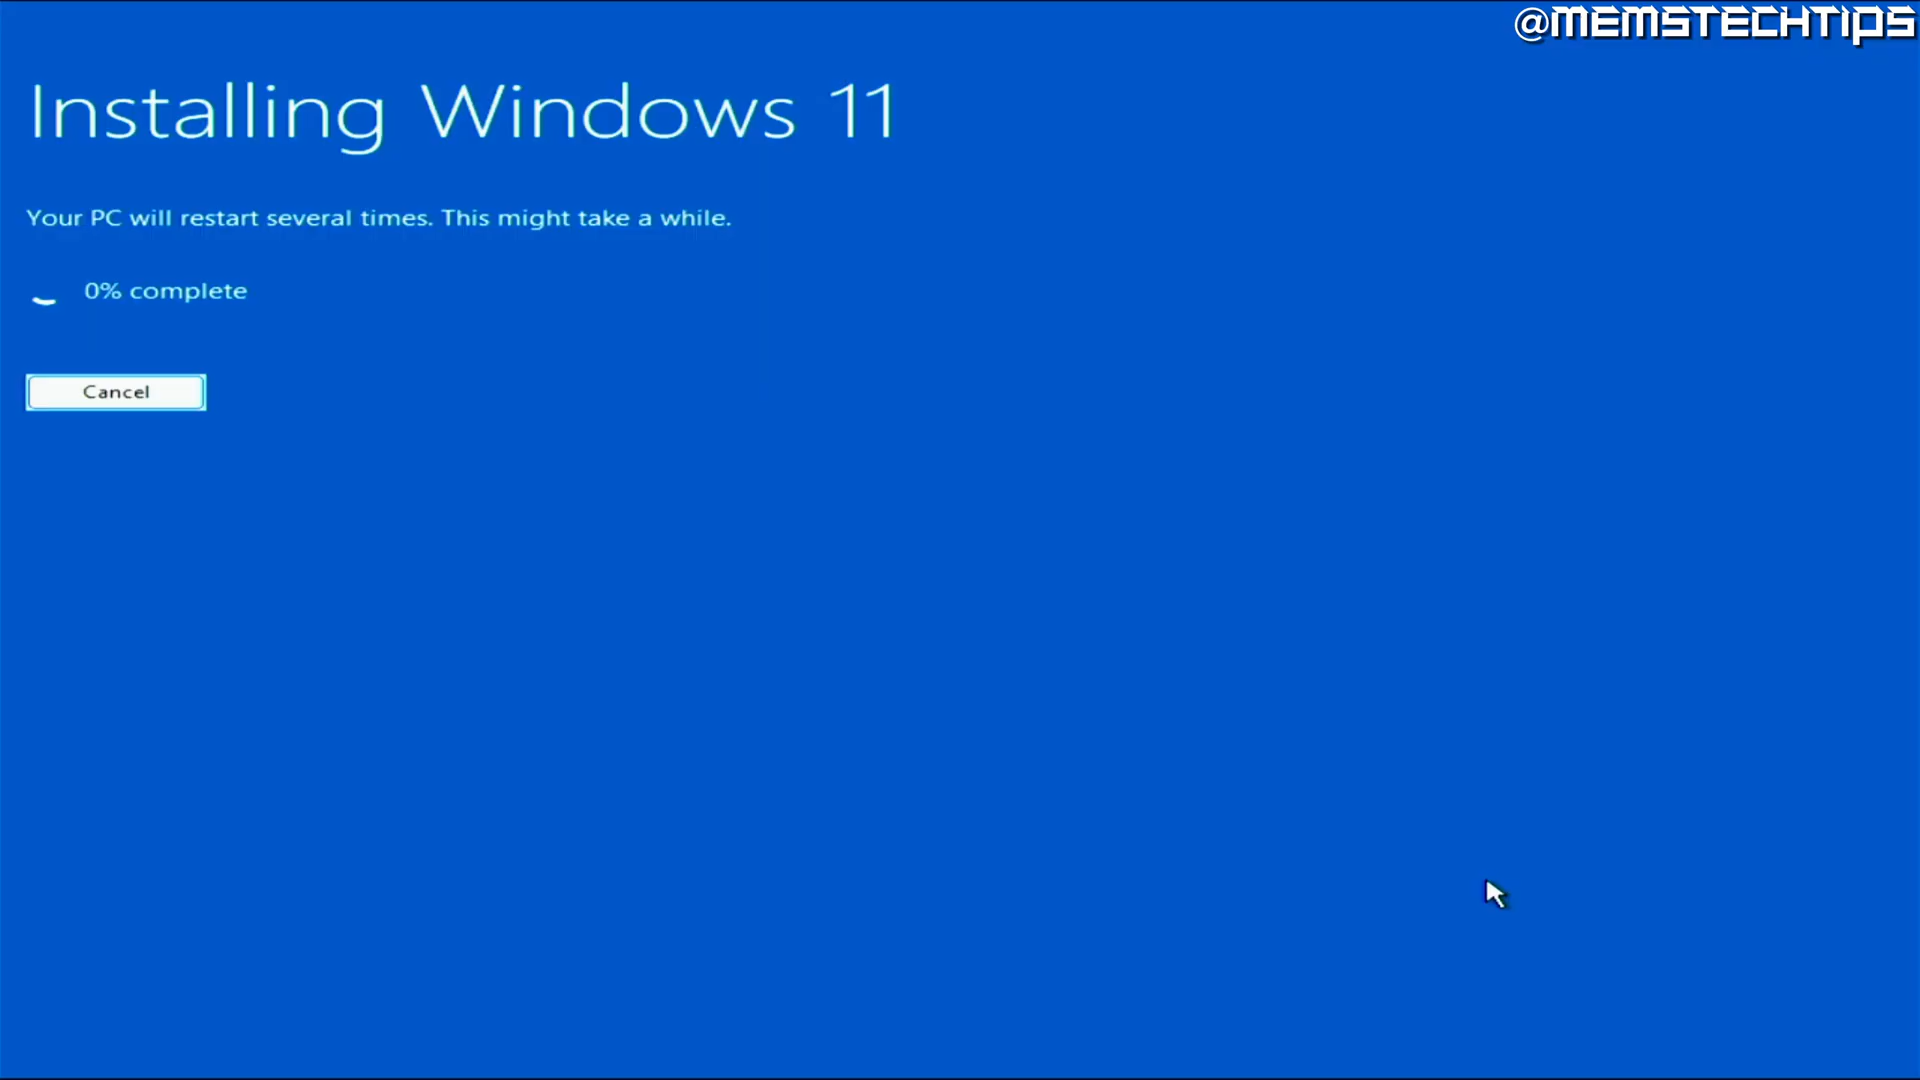 @MEMSTECHTIPS
Installing Windows 11
Your PC will restart several times. This might take a while.
0% complete
Cancel